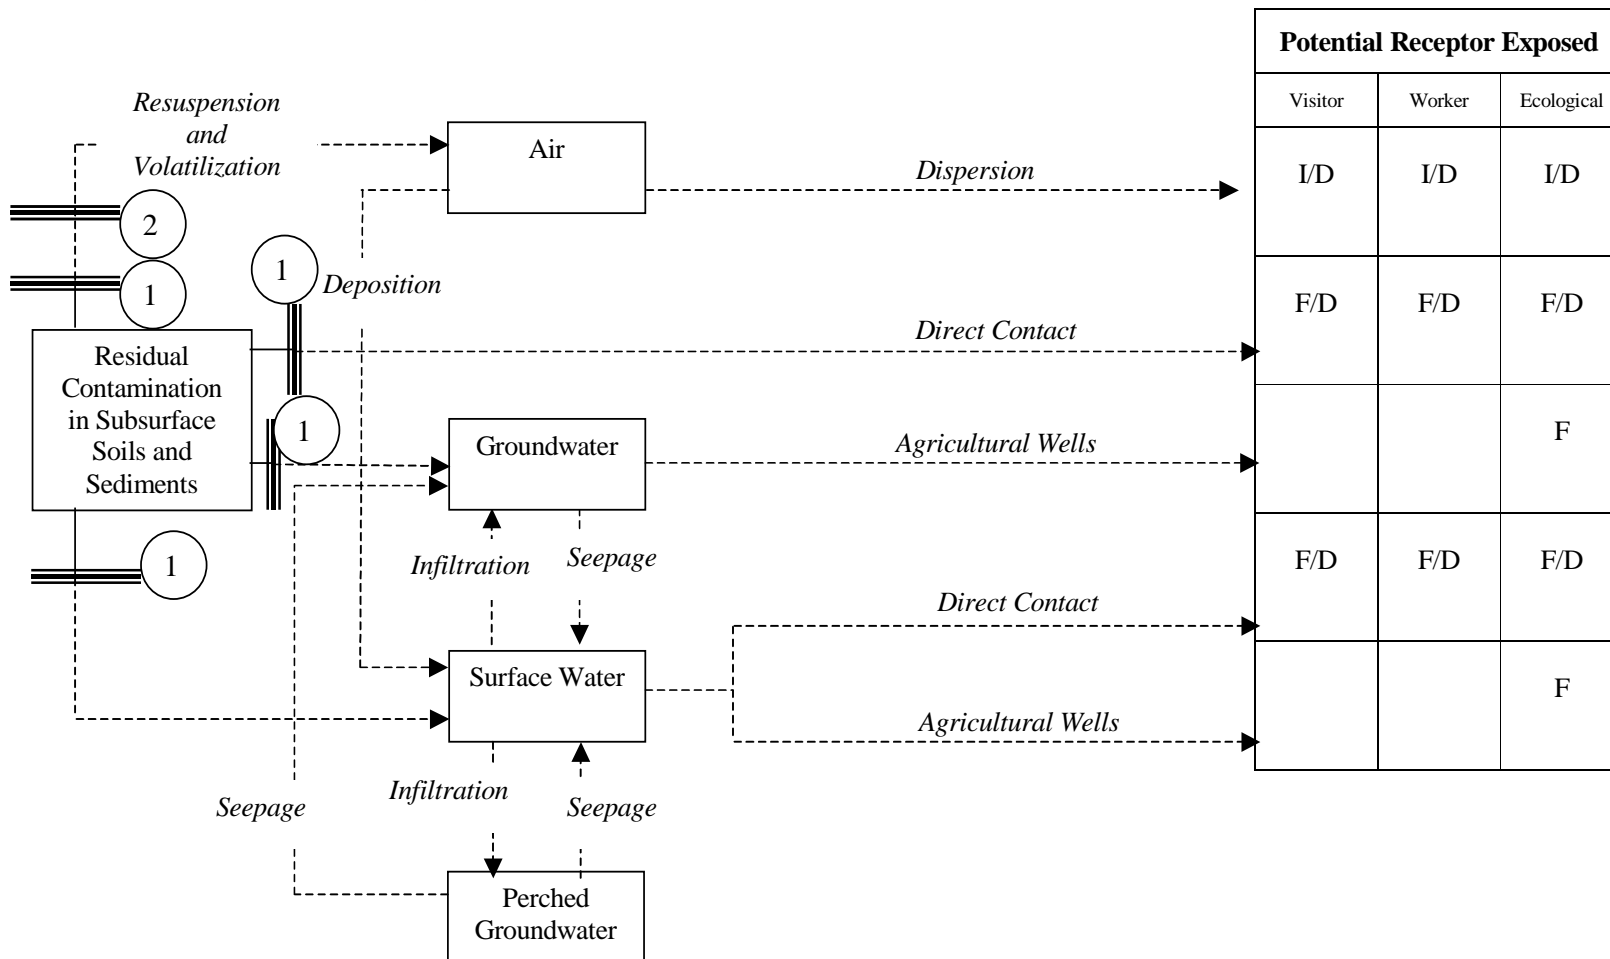 Potential Receptor Exposed
Visitor Worker Ecological
Resuspension
and
Volatilization
Air
Dispersion
I/D I/D I/D
2
1
1
Deposition
F/D F/D F/D
Direct Contact
Residual
Contamination
in Subsurface
Soils and
Sediments
1
Groundwater
Agricultural Wells
F
1
Infiltration
Seepage
F/D F/D F/D
Direct Contact
Surface Water
F
Agricultural Wells
Seepage
Infiltration
Seepage
Perched
Groundwater